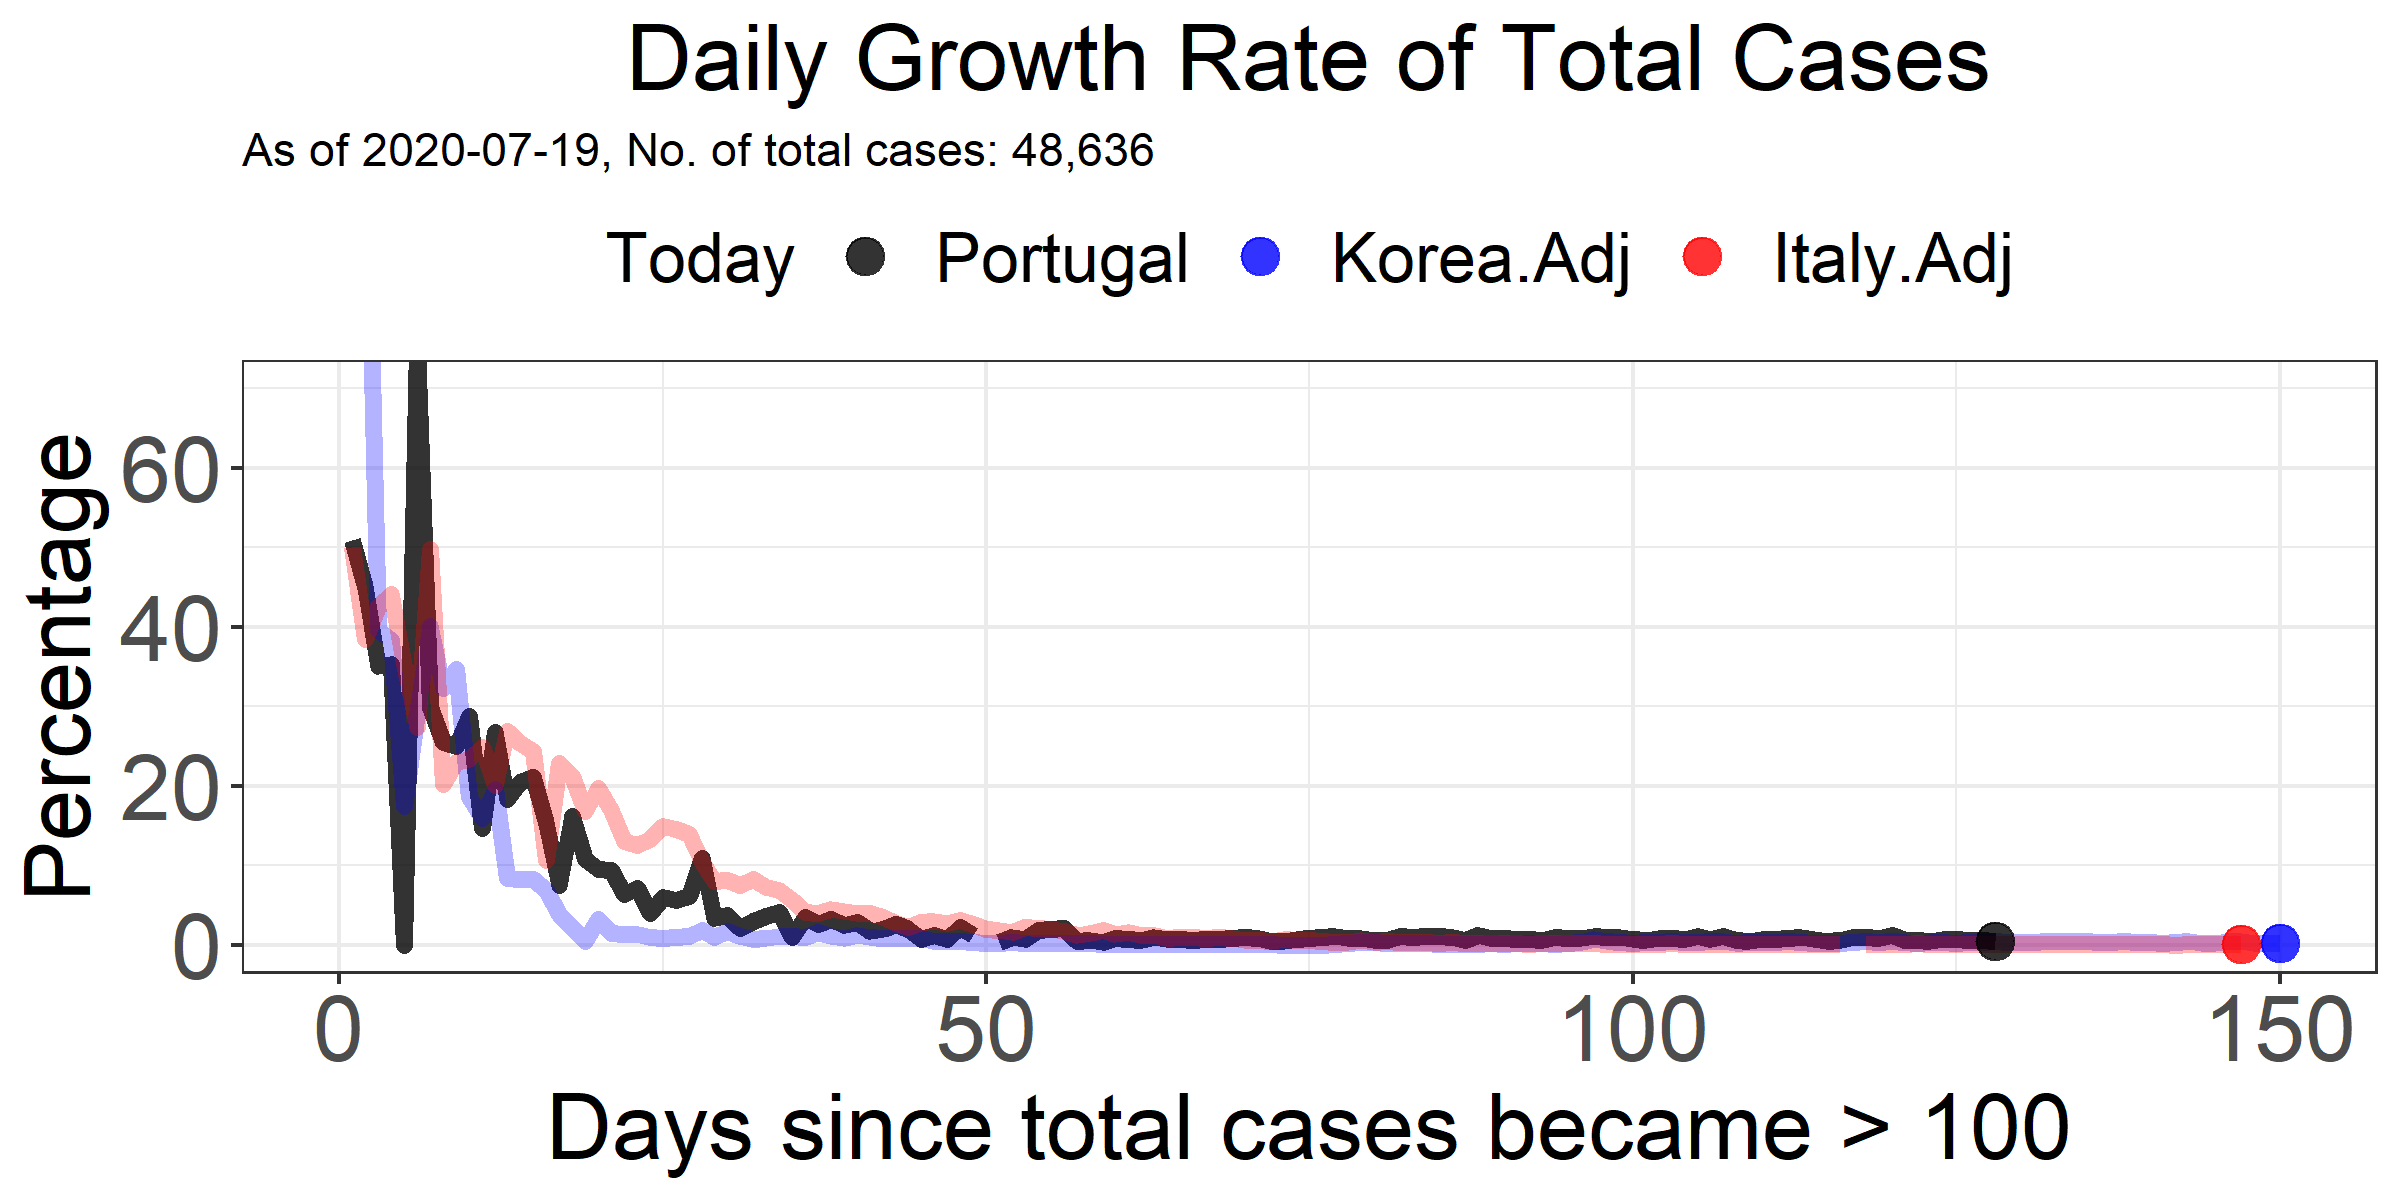 Daily Growth Rate of Total Cases
As of 2020-07-19, No. of total cases: 48,636
Today Portugal Korea.Adj Italy.Adj
Percentage
60
40
20
0
0 50 100 150
Days since total cases became > 100